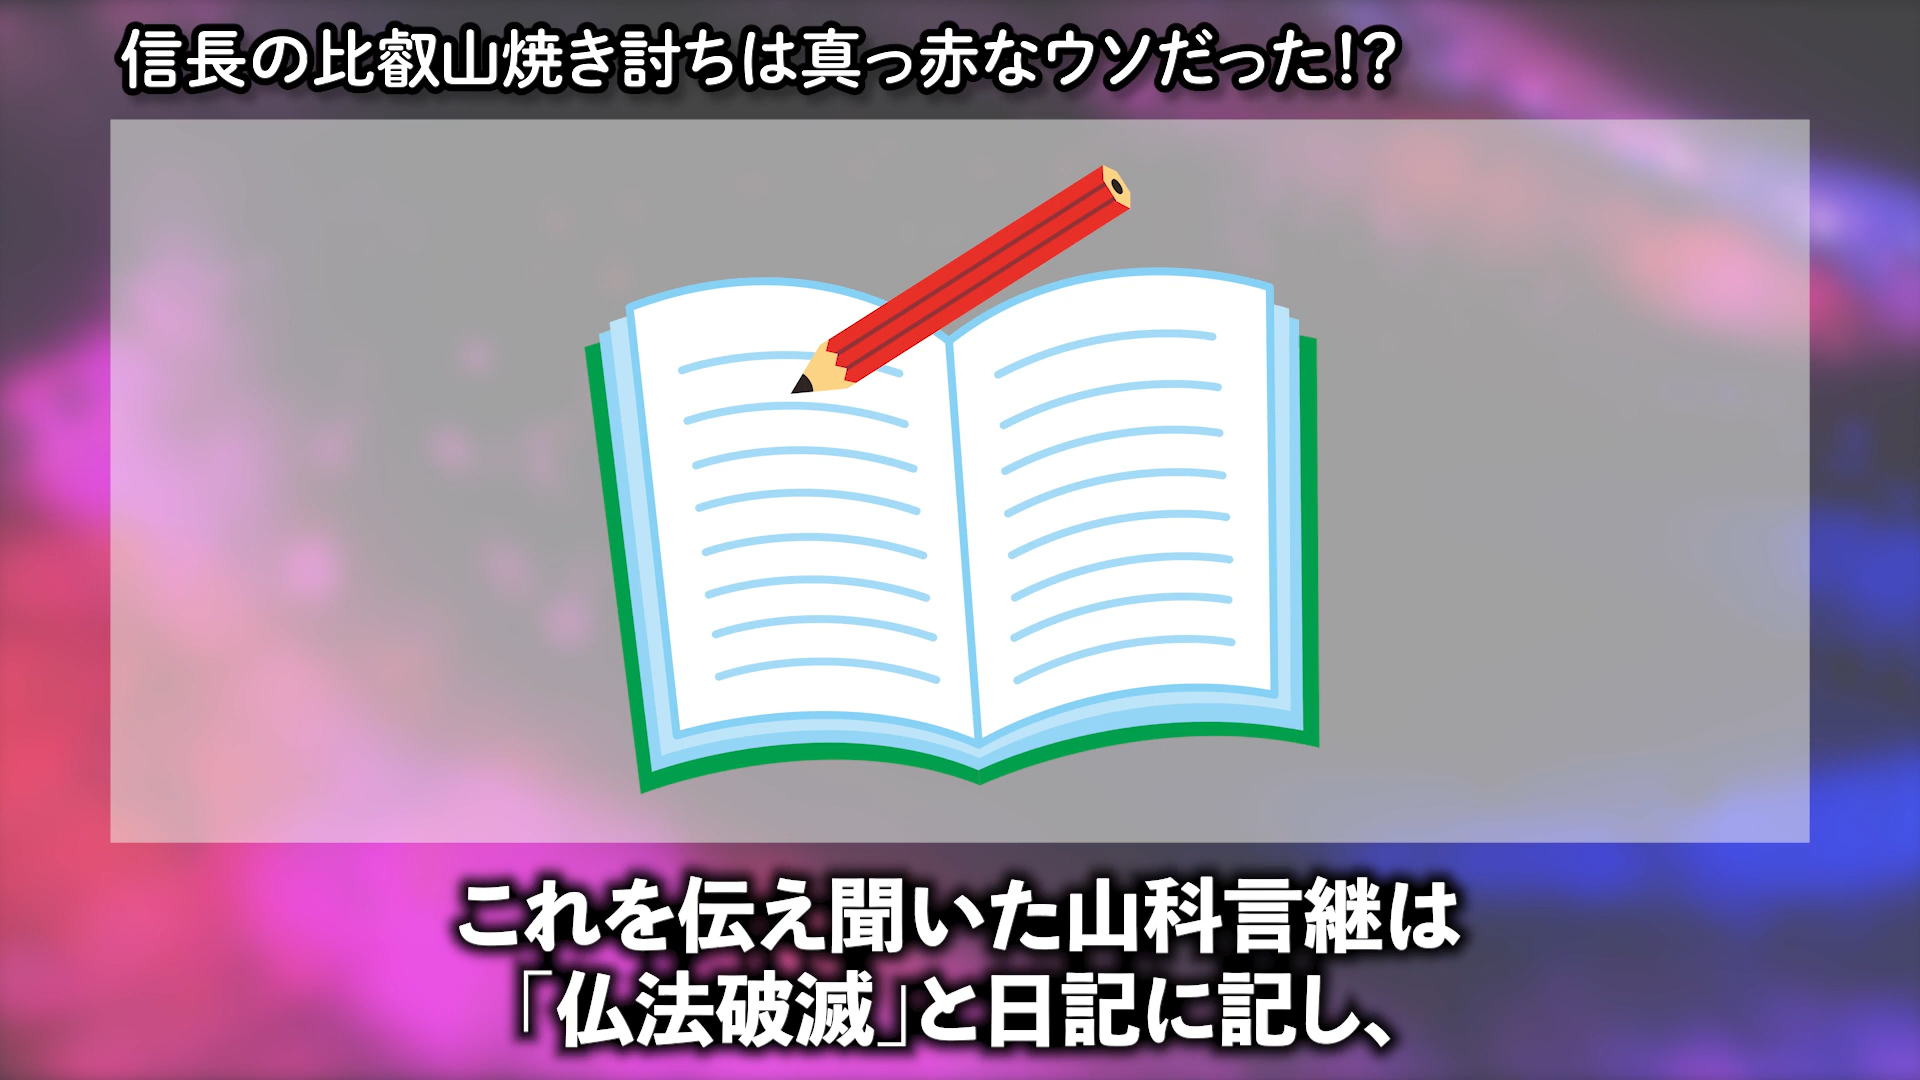 信長の比叡山焼き討ちは真っ赤なウソだった!?
これを伝え聞いた山科言継は
「仏法破滅」と日記に記し、